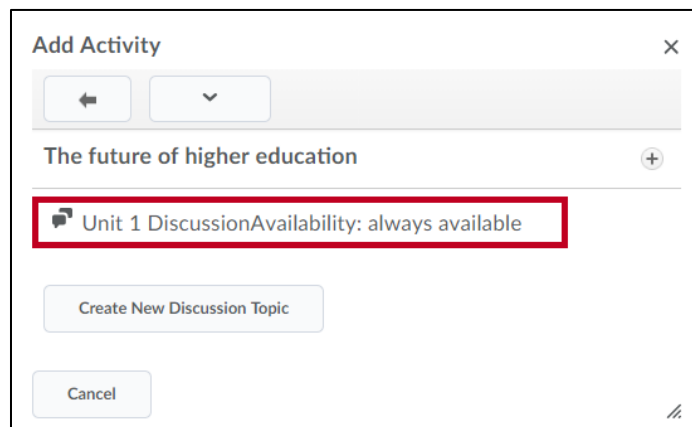 Add Activity
The future of higher education
Unit 1 DiscussionAvailability: always available
Create New Discussion Topic
Cancel